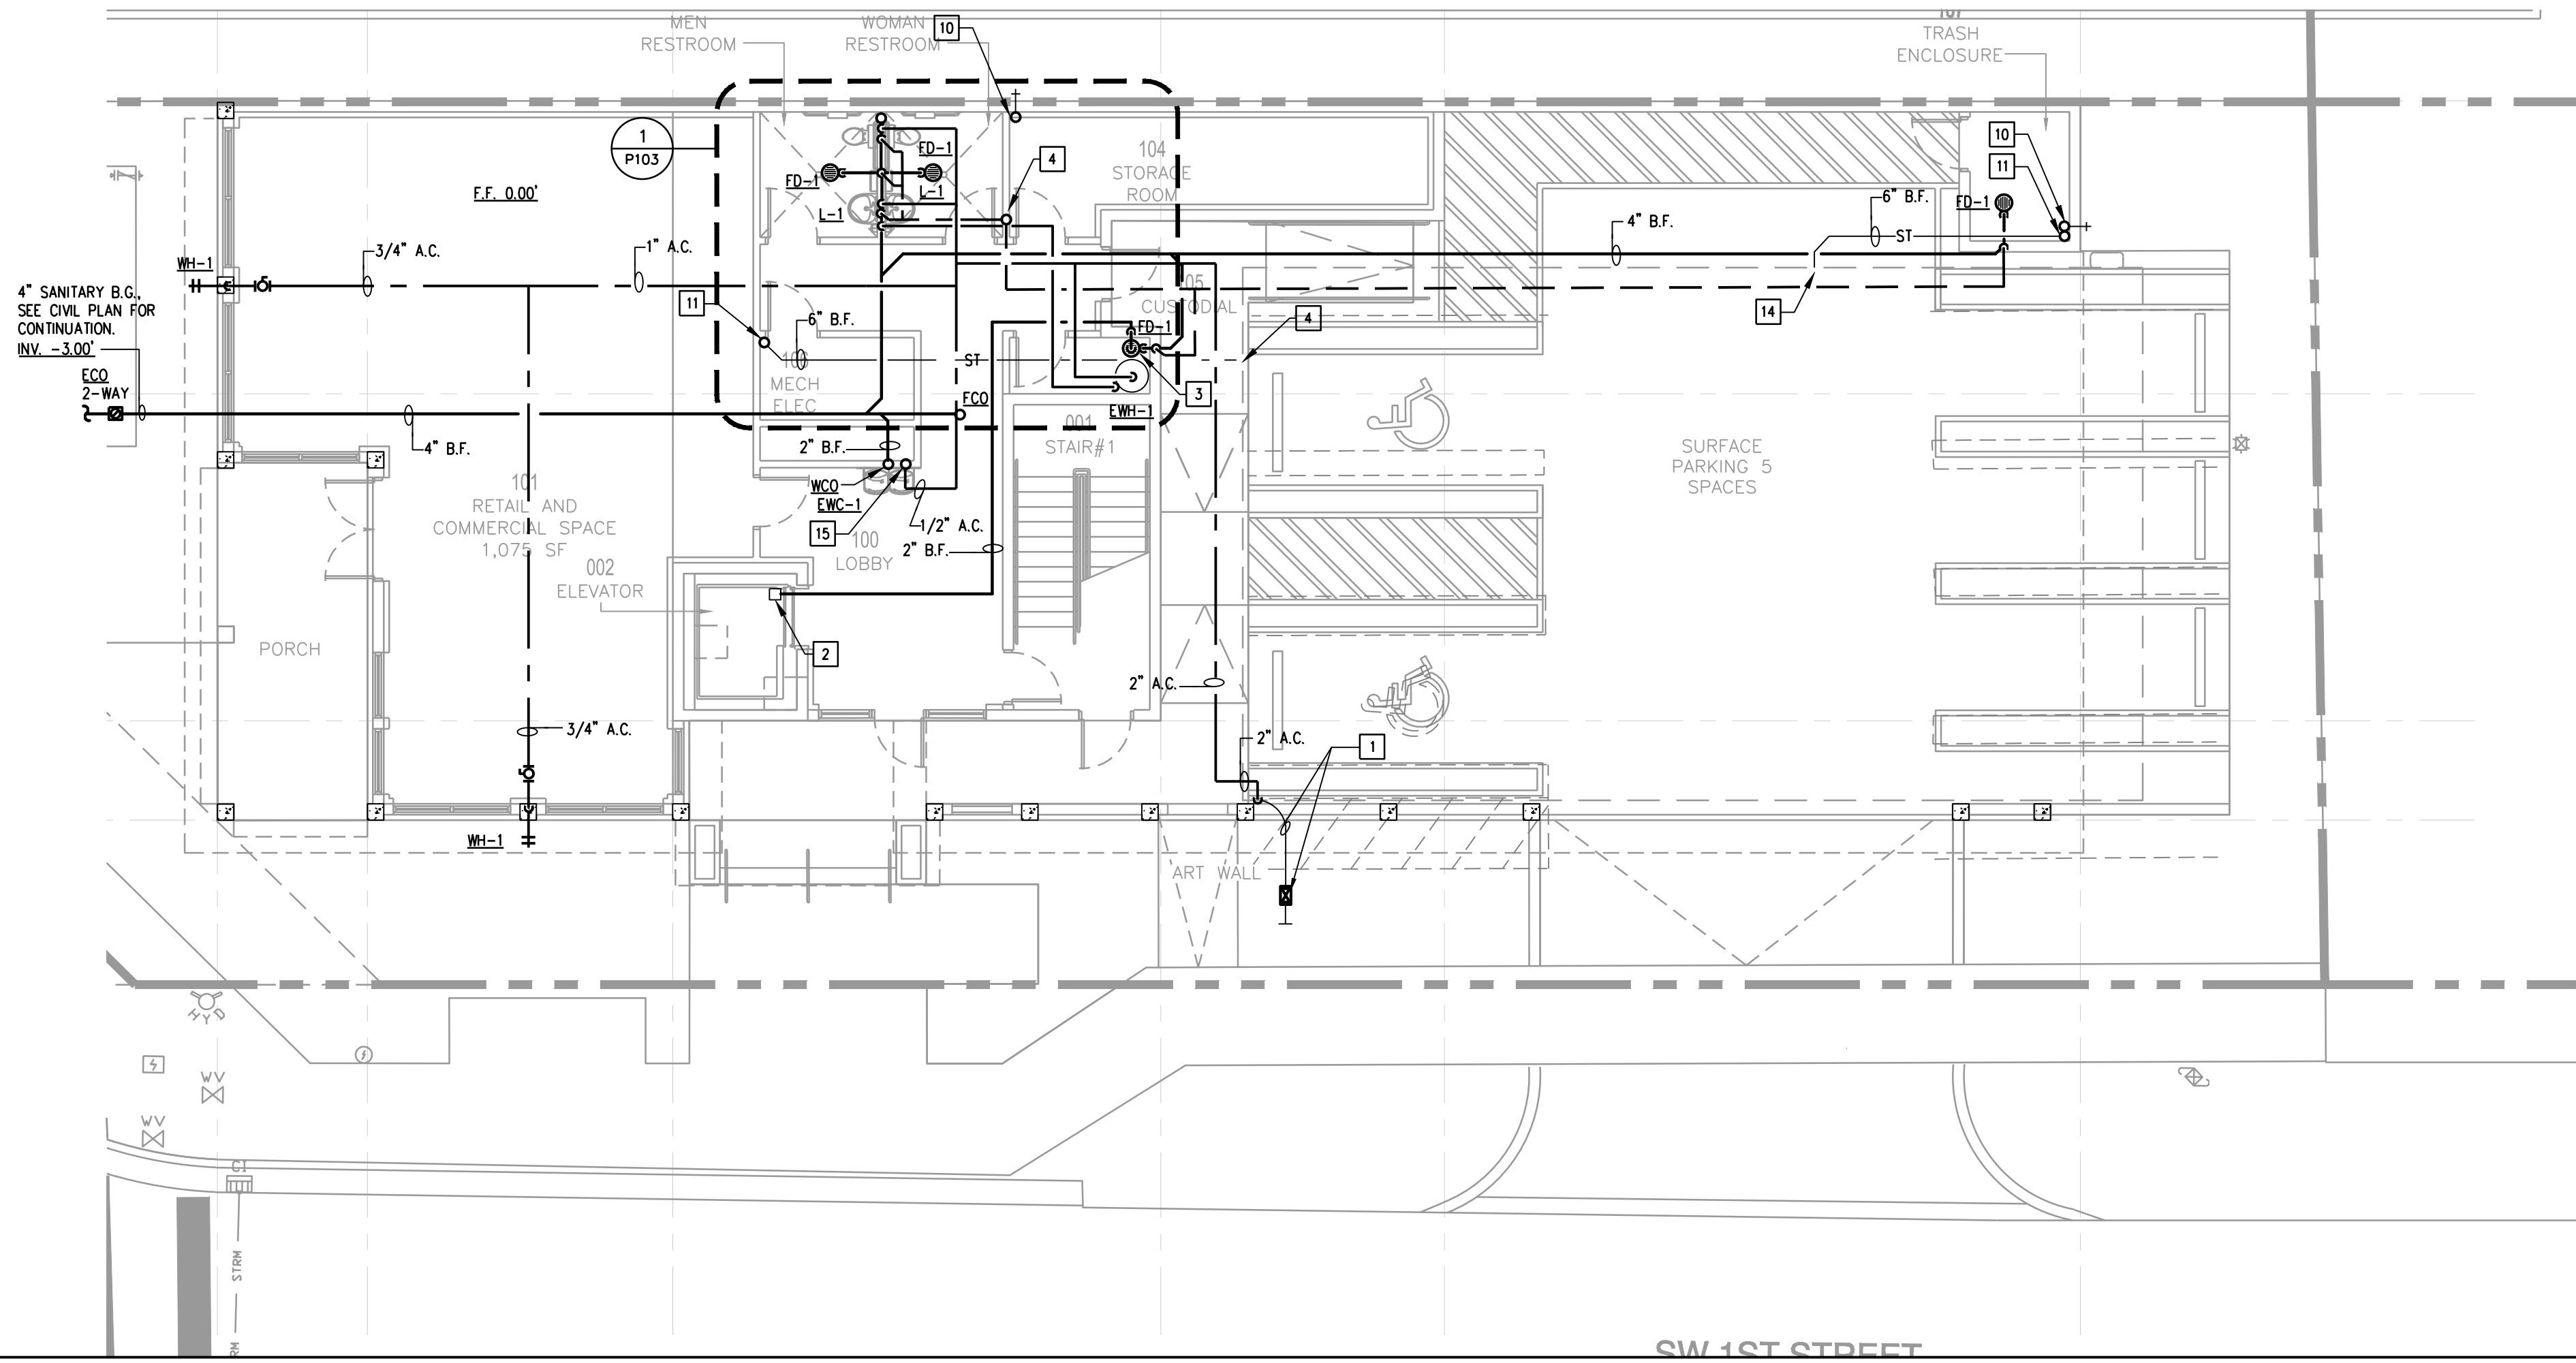 MEN
RESTROOM
WOMAN
RESTROOM
10
TRASH
ENCLOSURE
1
P103
FD-1
FD-1
L-1
L-1
4
104
STORAGE
ROOM
10
11
6" B.F.
FD-1
ST
4" B.F.
14
F.F. 0.00'
3/4" A.C.
1" A.C.
WH-1
4" SANITARY B.G.,
SEE CIVIL PLAN FOR
CONTINUATION.
INV. -3.00'
ECO
2-WAY
4" B.F.
11
6" B.F.
ST
MECH
ELEC
CUSTODIAL
FD-1
4
3
EWH-1
FCO
2" B.F.
WCO
EWC-1
15
1/2" A.C.
2" B.F.
001
STAIR#1
100
LOBBY
101
RETAIL AND
COMMERCIAL SPACE
1,075 SF
002
ELEVATOR
2
PORCH
SURFACE
PARKING 5
SPACES
2" A.C.
2" A.C.
1
3/4" A.C.
WH-1
ART WALL
HYD
WV
WV
CI
STRM
SW 1ST STREET